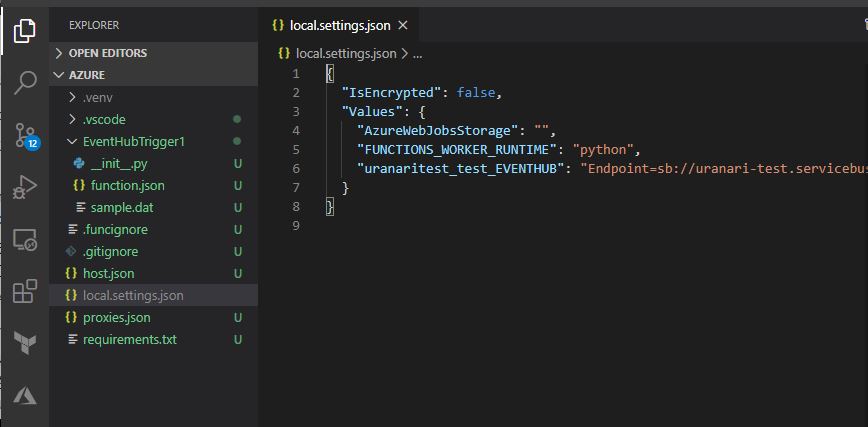 EXPLORER
OPEN EDITORS
AZURE
.venv
.vscode
EventHubTrigger1
__init__.py U
{} function.json U
sample.dat U
.funcignore U
.gitignore U
{} host.json U
{} local.settings.json
{} proxies.json U
requirements.txt U
12
{} local.settings.json ×
{} local.settings.json > ...
1 {
2 "IsEncrypted": false,
3 "Values": {
4 "AzureWebJobsStorage": "",
5 "FUNCTIONS_WORKER_RUNTIME": "python",
6 "uranaritest_test_EVENTHUB": "Endpoint=sb://uranari-test.servicebus
7 }
8 }
9